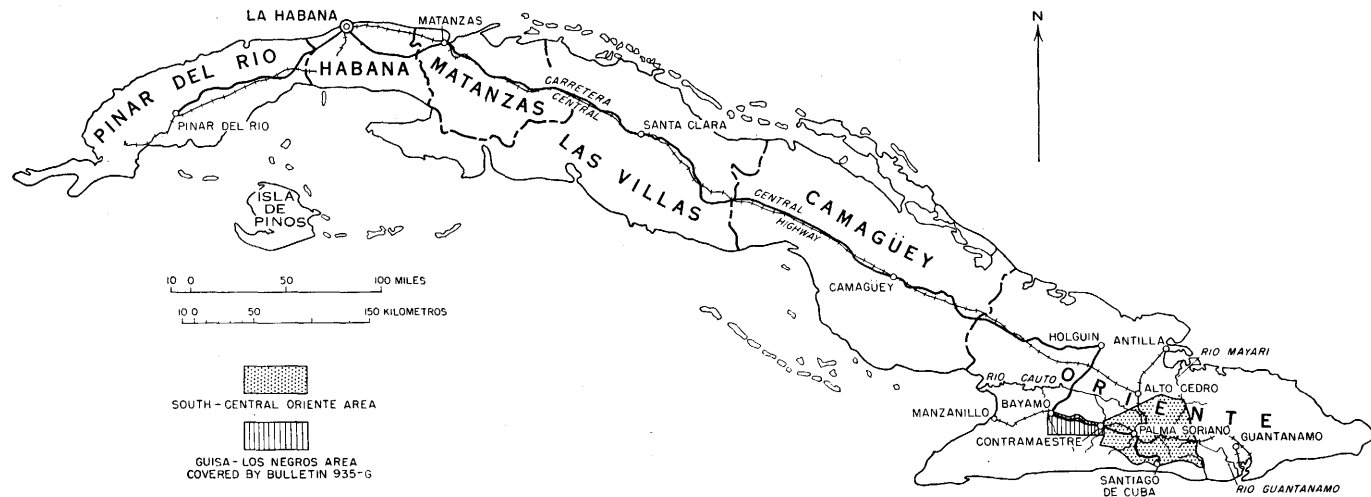 LA HABANA
MATANZAS
N
PINAR DEL RIO
HABANA
MATANZAS
CARRETERA
CENTRAL
PINAR DEL RIO
SANTA CLARA
LAS VILLAS
ISLA
DE
PINOS
CENTRAL
HIGHWAY
CAMAGÜEY
10 0 50 100 MILES
10 0 50 150 KILOMETROS
CAMAGÜEY
HOLGUIN
ANTILLA
RIO MAYARI
RIO CAUTO
ORIENTE
ALTO CEDRO
SOUTH-CENTRAL ORIENTE AREA
MANZANILLO
BAYAMO
CONTRAMAESTRE
PALMA SORIANO
GUANTANAMO
GUISA-LOS NEGROS AREA
COVERED BY BULLETIN 935-G
SANTIAGO
DE CUBA
RIO GUANTANAMO